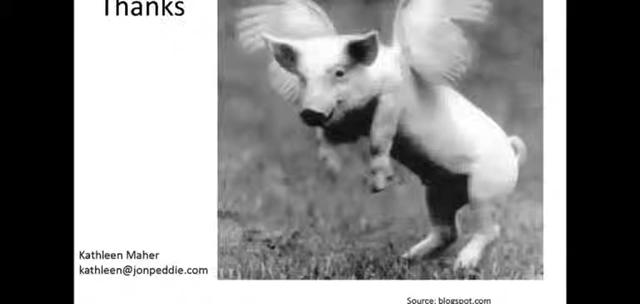 Thanks
Kathleen Maher
kathleen@jonpeddie.com
Source: blogspot.com